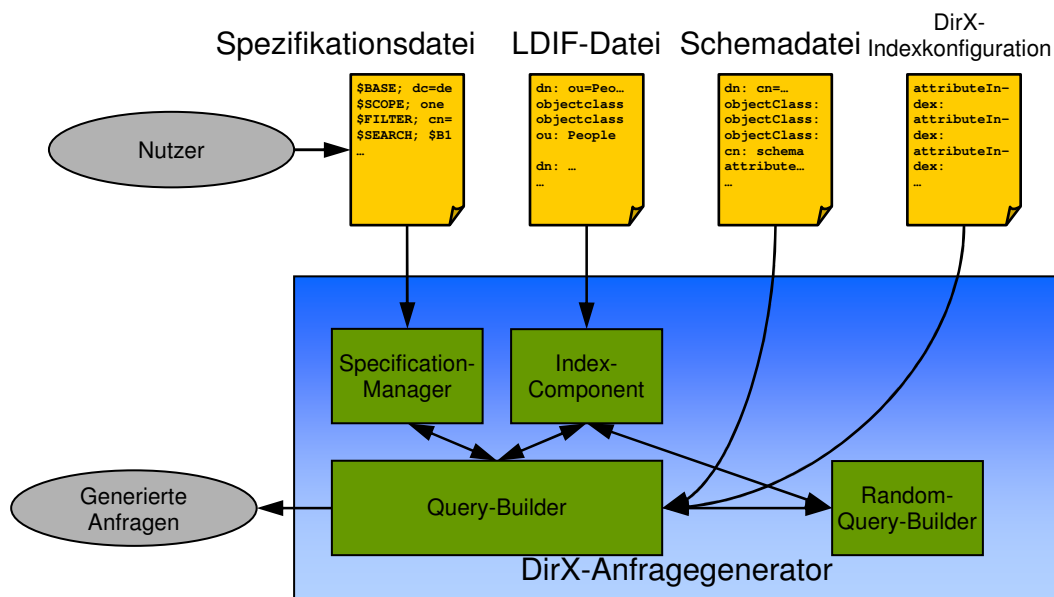 Spezifikationsdatei
LDIF-Datei
Schemadatei
DirX-
Indexkonfiguration
$BASE; dc=de
$SCOPE; one
$FILTER; cn=
$SEARCH; $B1
…
dn: ou=Peo…
objectclass
objectclass
ou: People
dn: …
…
dn: cn=…
objectClass:
objectClass:
objectClass:
cn: schema
attribute…
…
attributeIn-
dex:
attributeIn-
dex:
attributeIn-
dex:
…
Nutzer
Specification-
Manager
Index-
Component
Generierte
Anfragen
Query-Builder
Random-
Query-Builder
DirX-Anfragegenerator